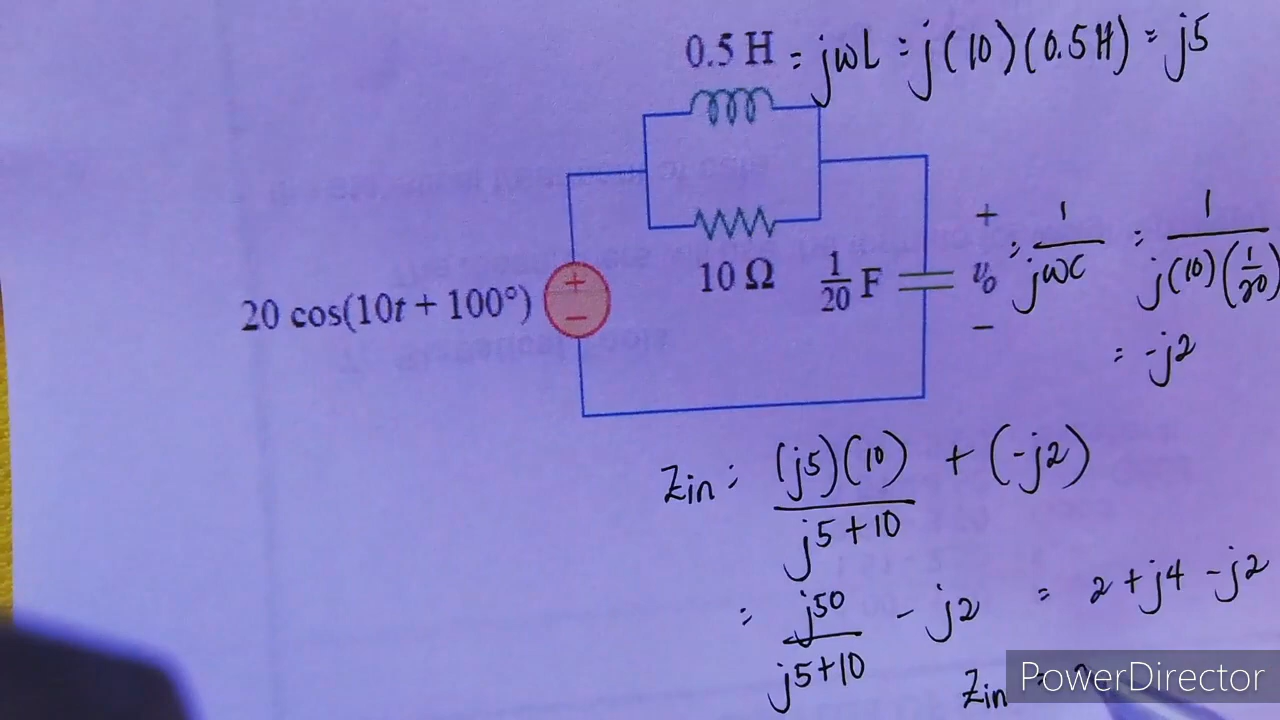 0.5 H = jωL = j(10)(0.5H) = j5
10 Ω
1/20 F
+
v₀
−
= 1/jωC = 1/j(10)(1/20)
= -j2
20 cos(10t + 100°)
+
−
Zin = (j5)(10)/j5+10 + (-j2)
= j50/j5+10 - j2 = 2 + j4 - j2
Zin =
PowerDirector